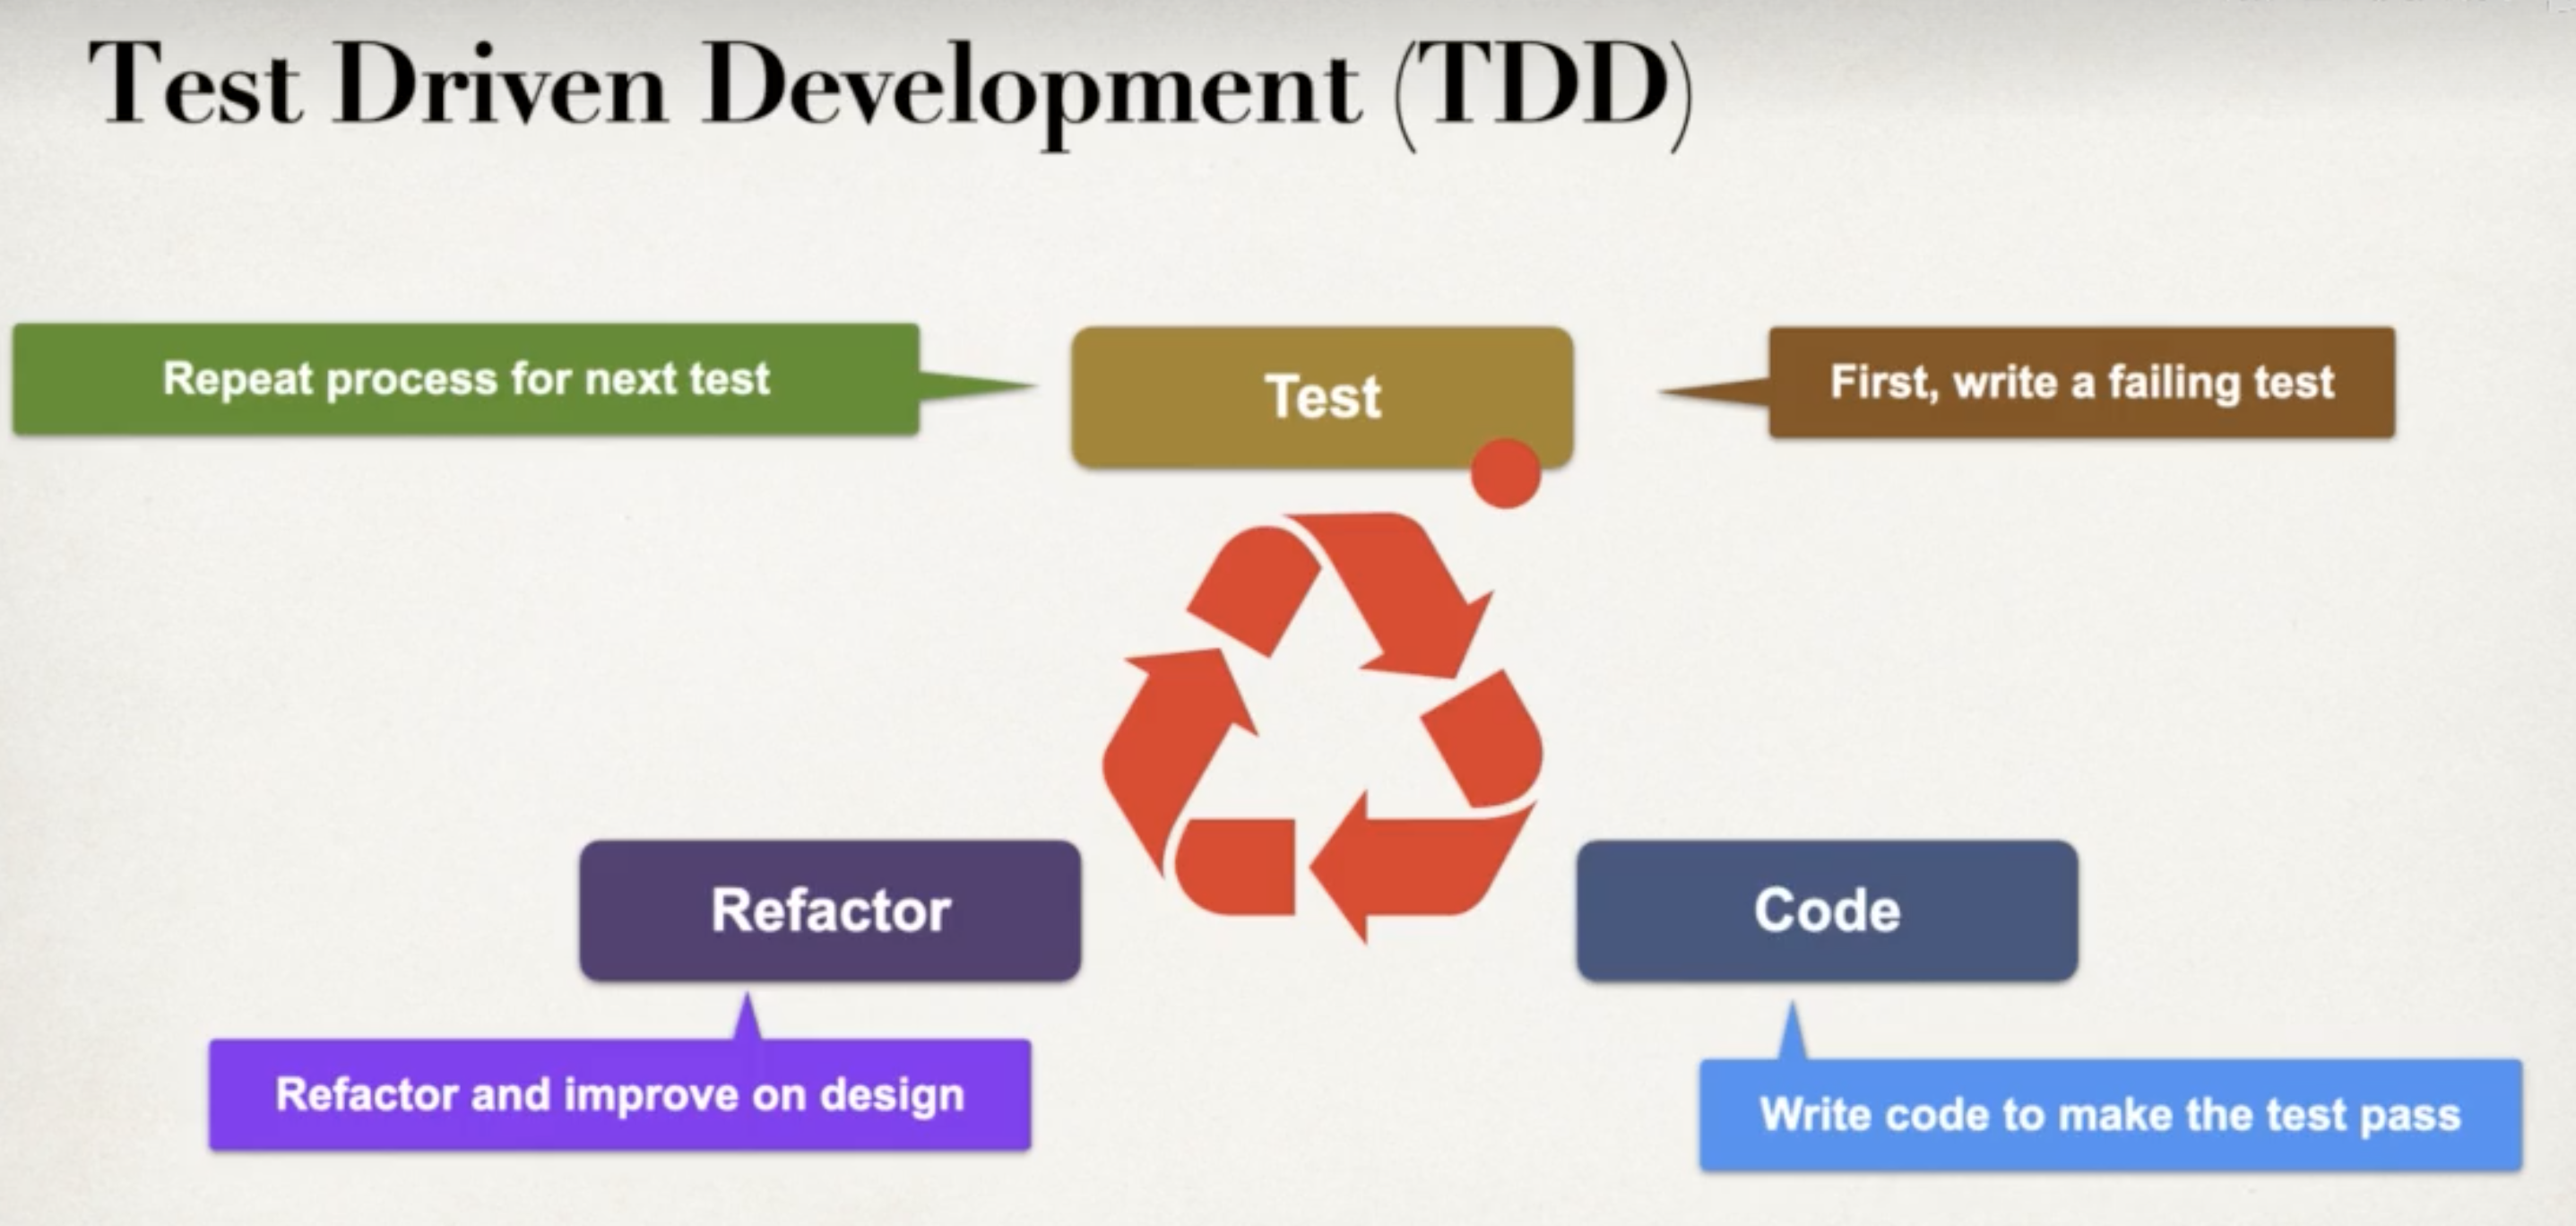 Test Driven Development (TDD)
Repeat process for next test
Test
First, write a failing test
Refactor
Code
Refactor and improve on design
Write code to make the test pass